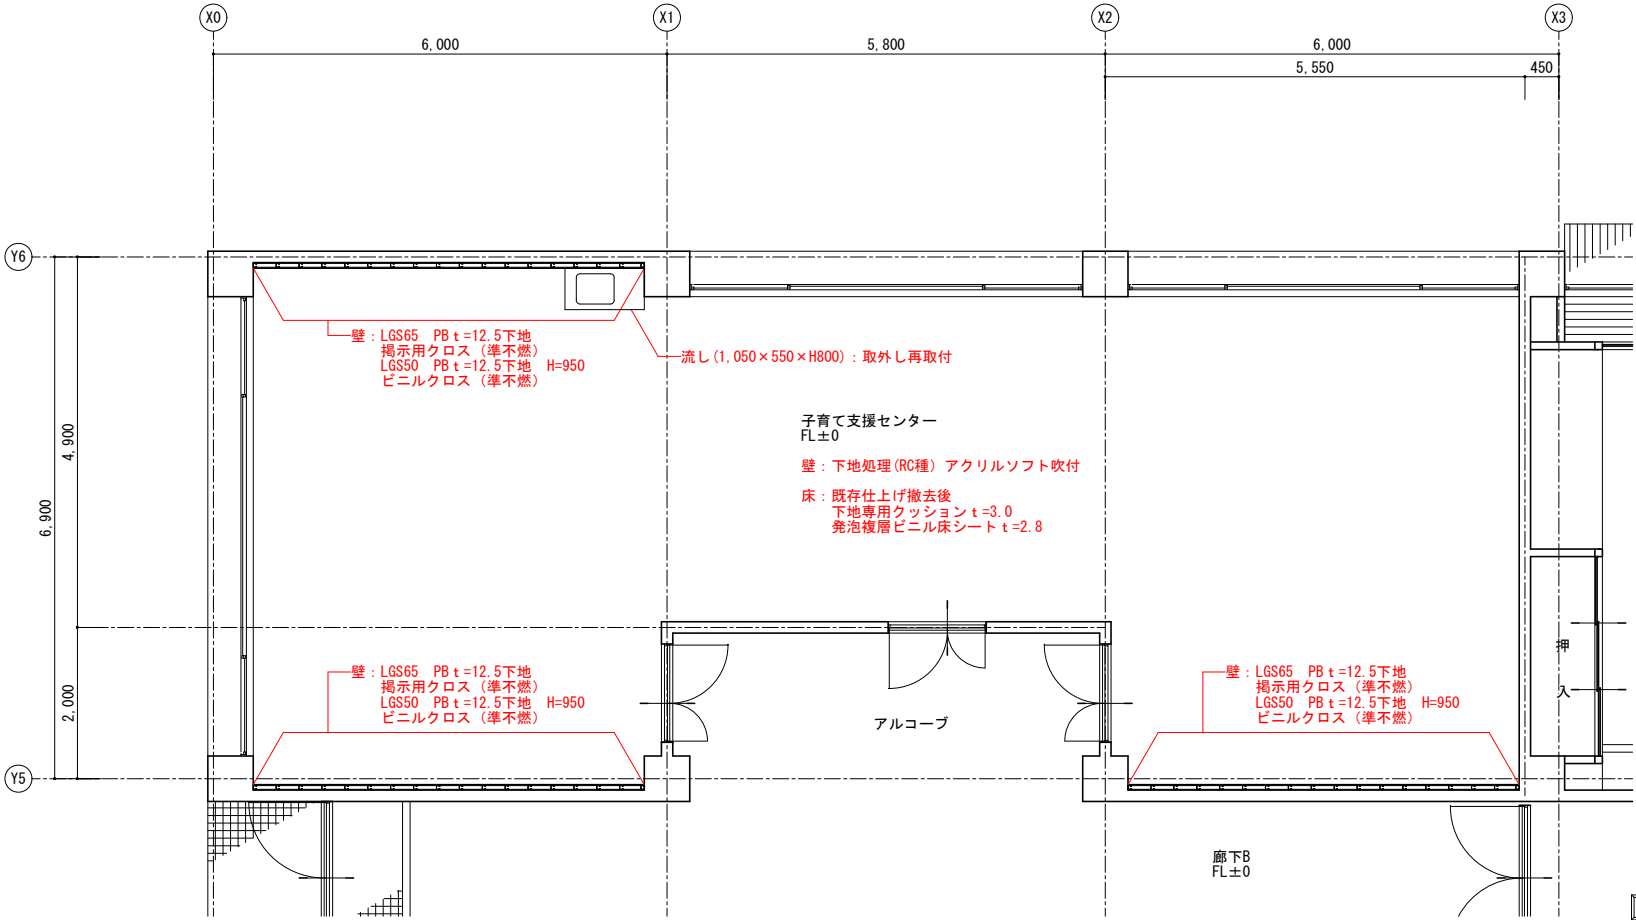 X0
X1
X2
X3
6,000
5,800
6,000
5,550
450
Y6
壁：LGS65 PBｔ=12.5下地
掲示用クロス（準不燃）
LGS50 PBｔ=12.5下地 H=950
ビニルクロス（準不燃）
流し(1,050×550×H800)：取外し再取付
子育て支援センター
FL±0
壁：下地処理(RC種) アクリルソフト吹付
床：既存仕上げ撤去後
下地専用クッションｔ=3.0
発泡複層ビニル床シートｔ=2.8
4,900
6,900
2,000
壁：LGS65 PBｔ=12.5下地
掲示用クロス（準不燃）
LGS50 PBｔ=12.5下地 H=950
ビニルクロス（準不燃）
アルコーブ
壁：LGS65 PBｔ=12.5下地
掲示用クロス（準不燃）
LGS50 PBｔ=12.5下地 H=950
ビニルクロス（準不燃）
押
入
Y5
廊下B
FL±0